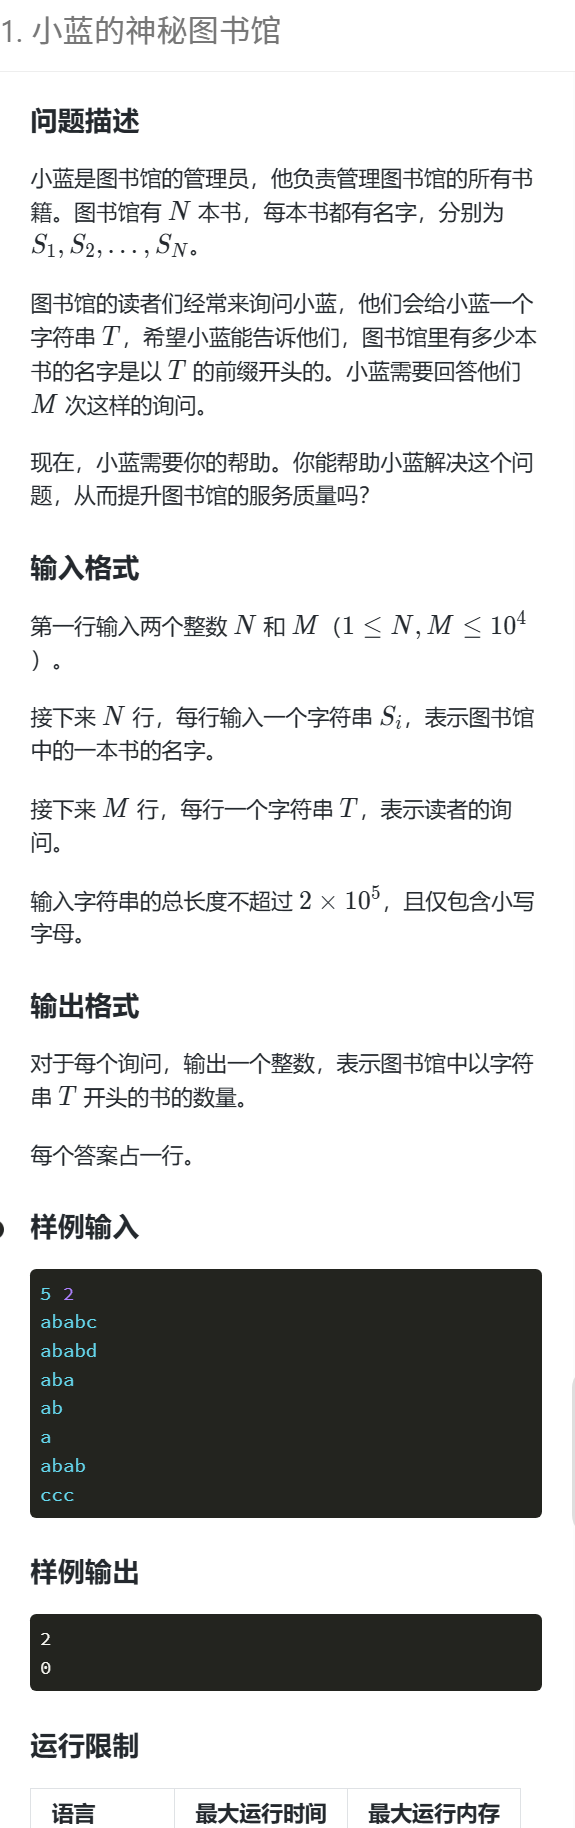 1. 小蓝的神秘图书馆
问题描述
小蓝是图书馆的管理员，他负责管理图书馆的所有书
籍。图书馆有 N 本书，每本书都有名字，分别为
S₁, S₂, . . . , S_N。
图书馆的读者们经常来询问小蓝，他们会给小蓝一个
字符串 T，希望小蓝能告诉他们，图书馆里有多少本
书的名字是以 T 的前缀开头的。小蓝需要回答他们
M 次这样的询问。
现在，小蓝需要你的帮助。你能帮助小蓝解决这个问
题，从而提升图书馆的服务质量吗？
输入格式
第一行输入两个整数 N 和 M（1 ≤ N, M ≤ 10⁴
）。
接下来 N 行，每行输入一个字符串 Sᵢ，表示图书馆
中的一本书的名字。
接下来 M 行，每行一个字符串 T，表示读者的询
问。
输入字符串的总长度不超过 2 × 10⁵，且仅包含小写
字母。
输出格式
对于每个询问，输出一个整数，表示图书馆中以字符
串 T 开头的书的数量。
每个答案占一行。
样例输入
5 2
ababc
ababd
aba
ab
a
abab
ccc
样例输出
2
0
运行限制
语言 最大运行时间 最大运行内存